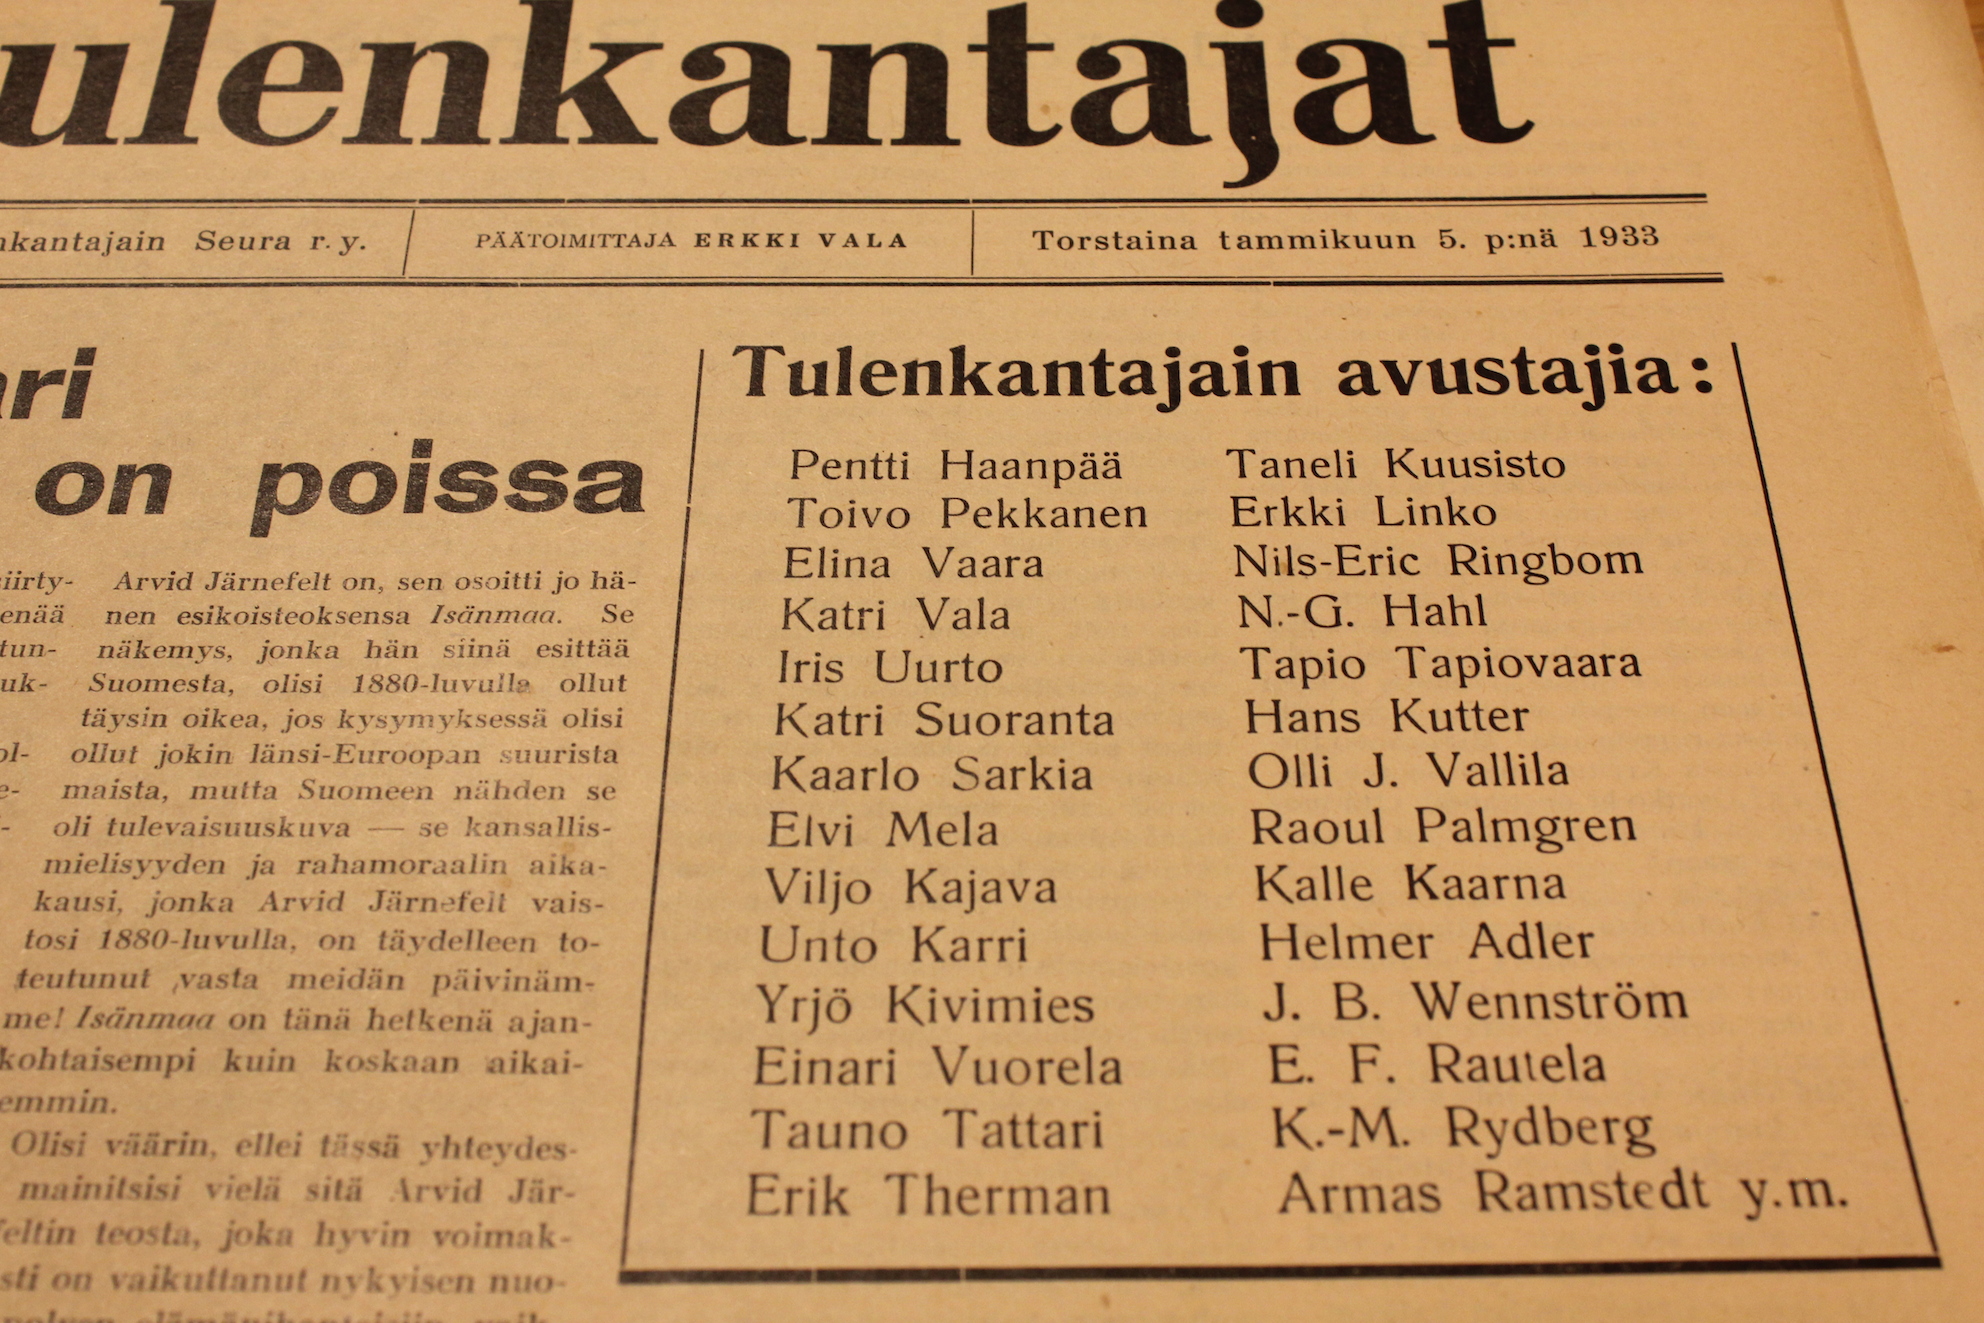 ulenkantajat
nkantajain Seura r.y.
PÄÄTOIMITTAJA ERKKI VALA
Torstaina tammikuun 5. p:nä 1933
ri
on poissa
iirty-
enää
tun-
uk-
ol-
e-
Arvid Järnefelt on, sen osoitti jo hä-
nen esikoisteoksensa Isänmaa. Se
näkemys, jonka hän siinä esittää
Suomesta, olisi 1880-luvulla ollut
täysin oikea, jos kysymyksessä olisi
ollut jokin länsi-Euroopan suurista
maista, mutta Suomeen nähden se
oli tulevaisuuskuva — se kansallis-
mielisyyden ja rahamoraalin aika-
kausi, jonka Arvid Järnefelt vais-
tosi 1880-luvulla, on täydelleen to-
teutunut vasta meidän päivinäm-
me! Isänmaa on tänä hetkenä ajan-
kohtaisempi kuin koskaan aikai-
emmin.
Olisi väärin, ellei tässä yhteydes-
mainitsisi vielä sitä Arvid Jär-
feltin teosta, joka hyvin voimak-
sti on vaikuttanut nykyisen nuo-
Tulenkantajain avustajia:
Pentti Haanpää
Toivo Pekkanen
Elina Vaara
Katri Vala
Iris Uurto
Katri Suoranta
Kaarlo Sarkia
Elvi Mela
Viljo Kajava
Unto Karri
Yrjö Kivimies
Einari Vuorela
Tauno Tattari
Erik Therman
Taneli Kuusisto
Erkki Linko
Nils-Eric Ringbom
N.-G. Hahl
Tapio Tapiovaara
Hans Kutter
Olli J. Vallila
Raoul Palmgren
Kalle Kaarna
Helmer Adler
J. B. Wennström
E. F. Rautela
K.-M. Rydberg
Armas Ramstedt y.m.